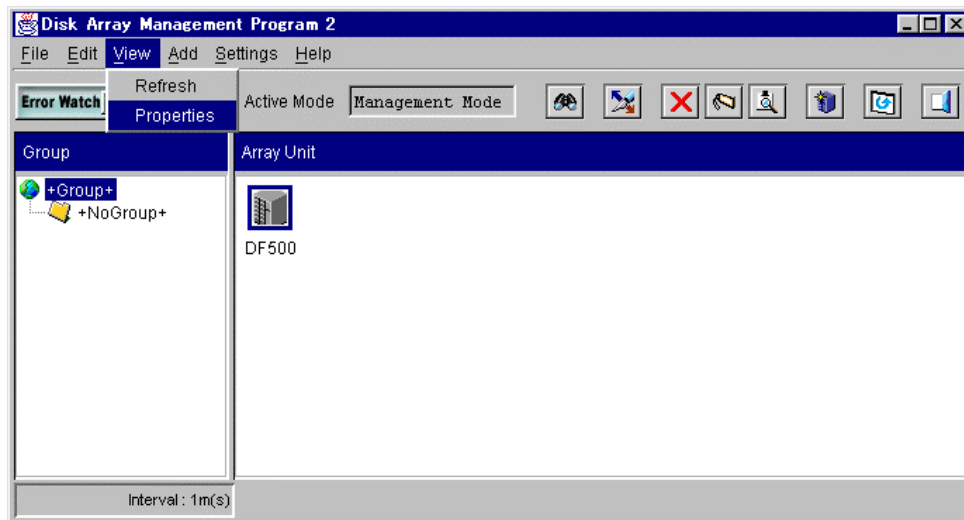 Disk Array Management Program 2
File Edit View Add Settings Help
Refresh
Properties
Error Watch Active Mode Management Mode
Group
Array Unit
+Group+
+NoGroup+
DF500
Interval : 1m(s)